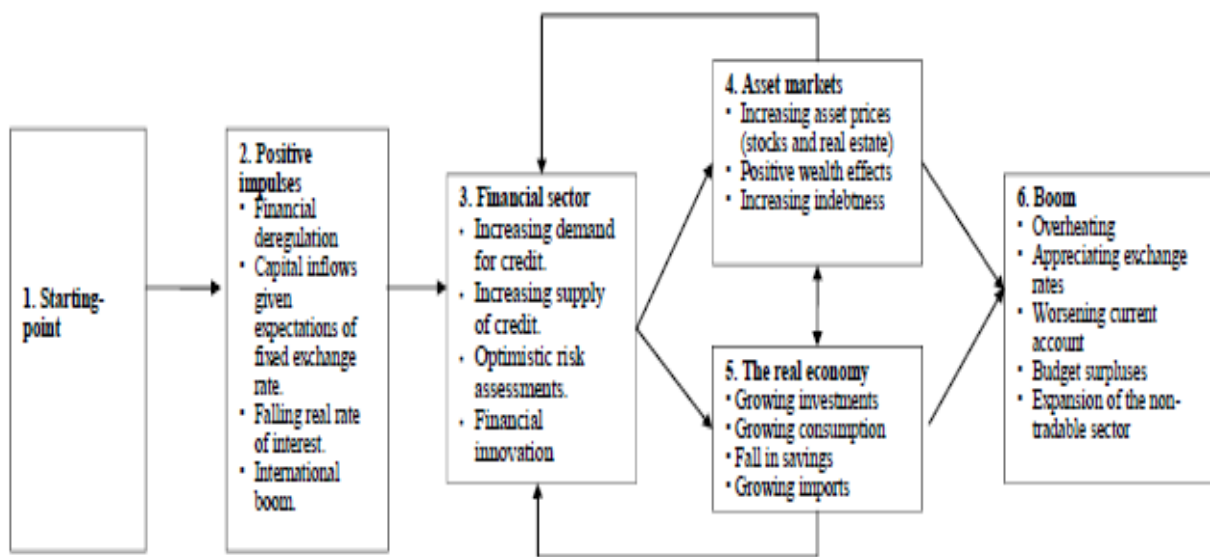 1. Starting-
point
2. Positive
impulses
• Financial
deregulation
• Capital inflows
given
expectations of
fixed exchange
rate.
• Falling real rate
of interest.
• International
boom.
3. Financial sector
• Increasing demand
for credit.
• Increasing supply
of credit.
• Optimistic risk
assessments.
• Financial
innovation
4. Asset markets
• Increasing asset prices
(stocks and real estate)
• Positive wealth effects
• Increasing indebtness
5. The real economy
• Growing investments
• Growing consumption
• Fall in savings
• Growing imports
6. Boom
• Overheating
• Appreciating exchange
rates
• Worsening current
account
• Budget surpluses
• Expansion of the non-
tradable sector